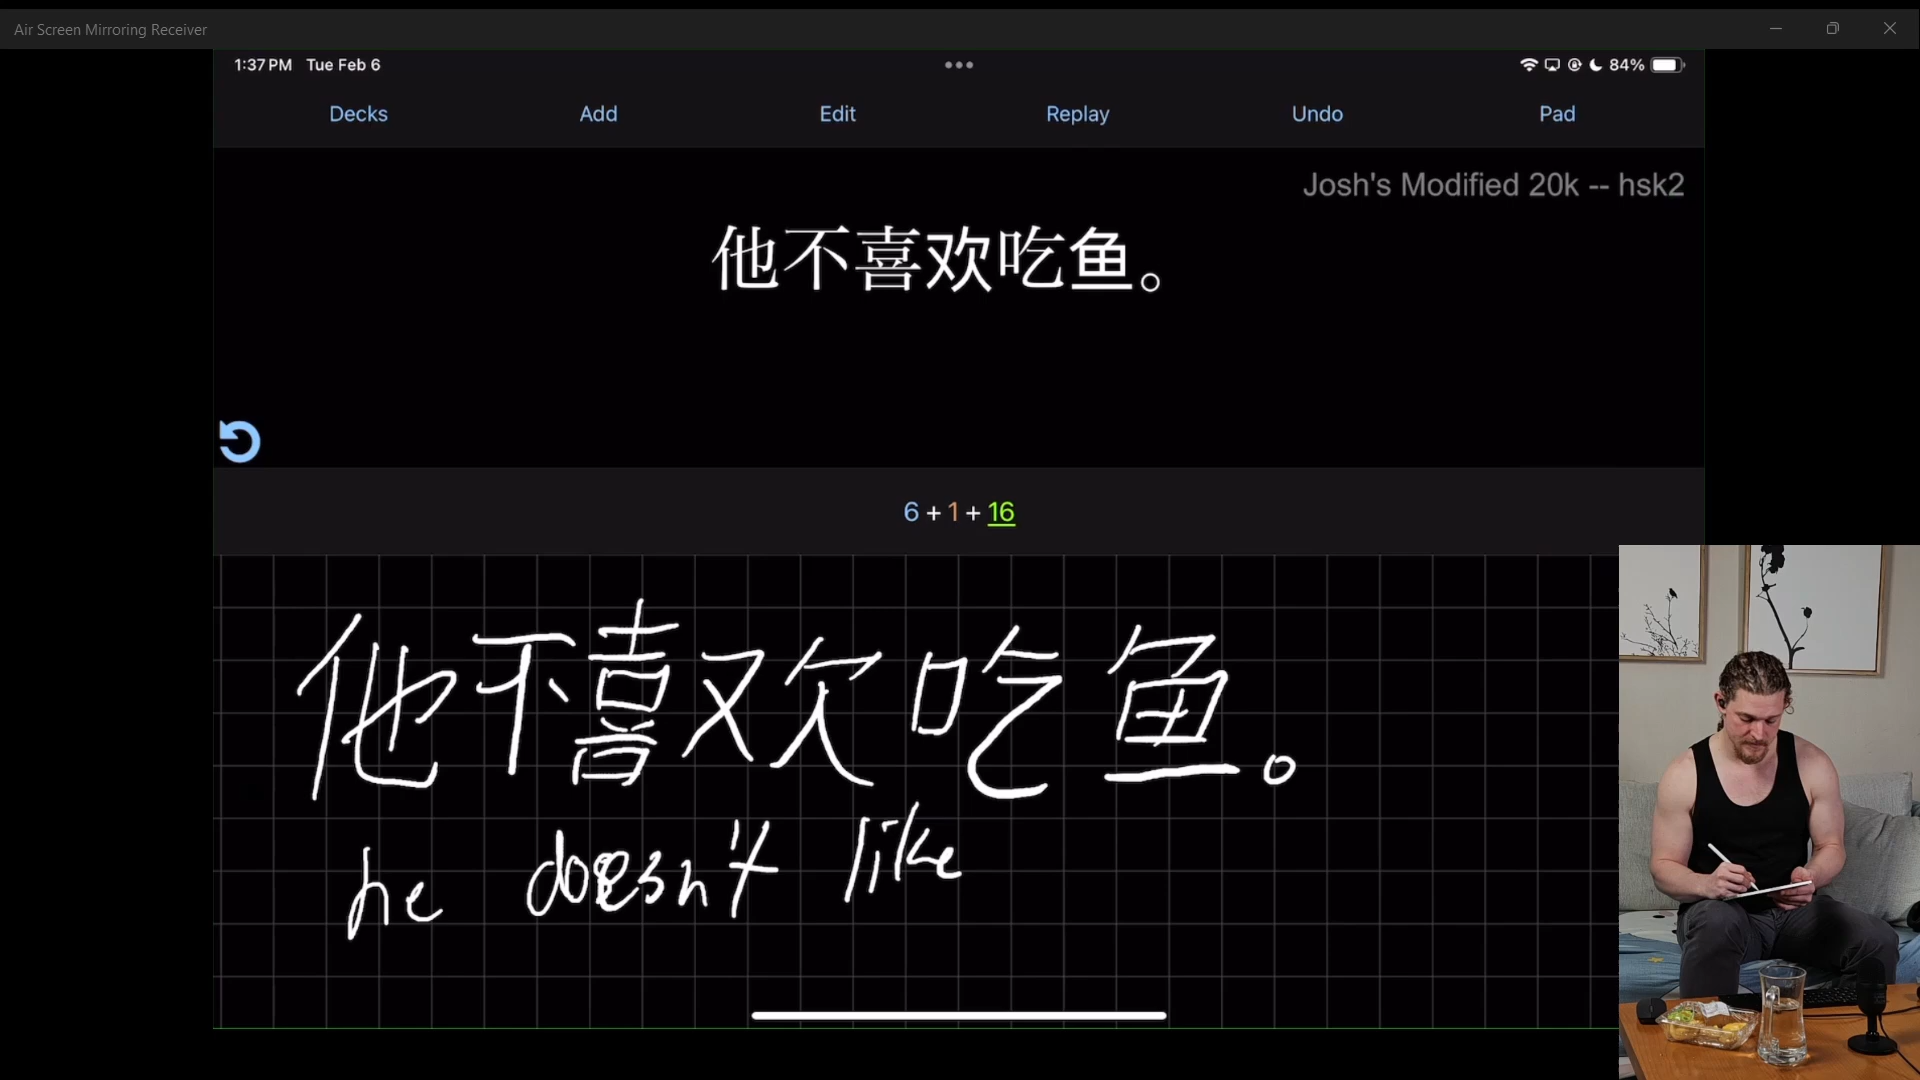 Air Screen Mirroring Receiver
1:37 PM Tue Feb 6
84%
Decks Add Edit Replay Undo Pad
Josh's Modified 20k -- hsk2
他不喜欢吃鱼。
6 + 1 + 16
他不喜欢吃鱼。
he doesn't like